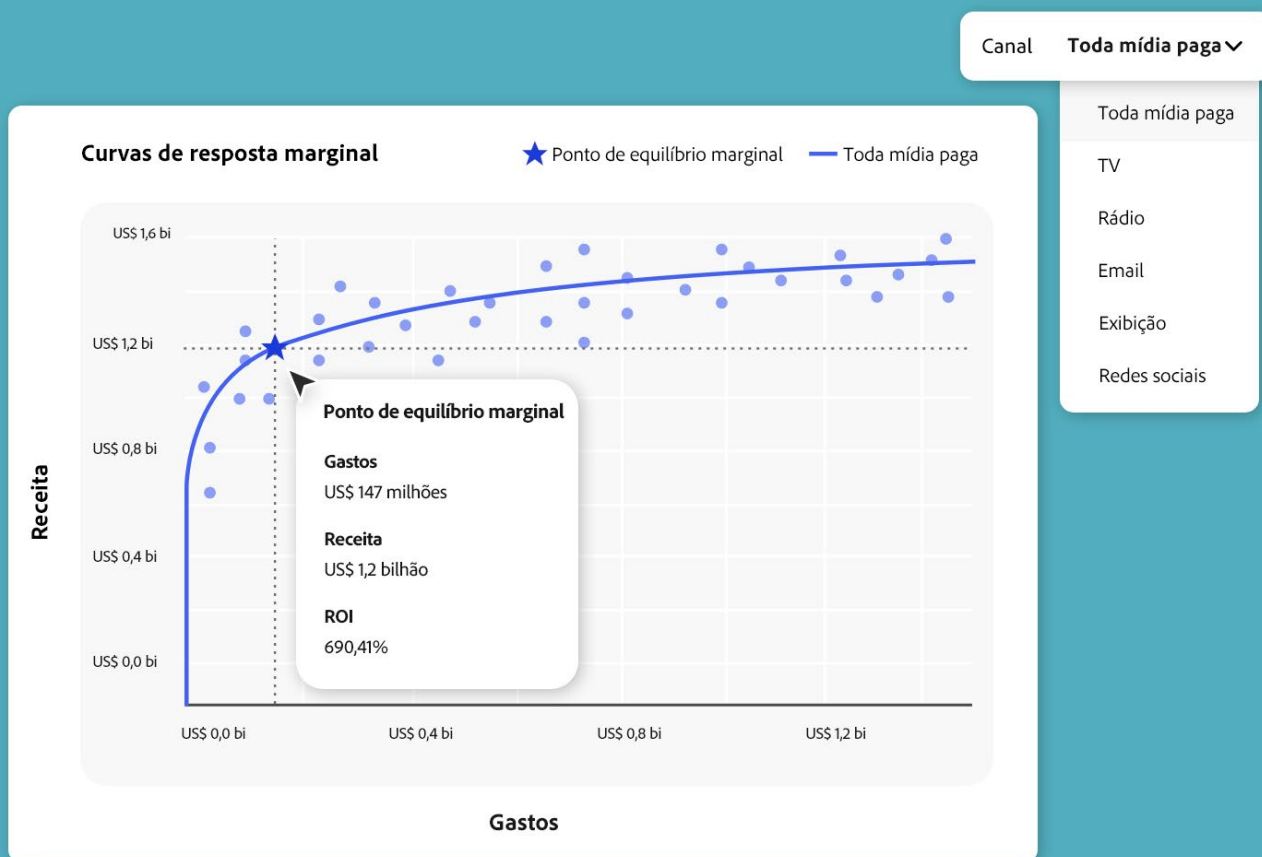 Canal Toda mídia paga
Toda mídia paga
TV
Rádio
Email
Exibição
Redes sociais
Curvas de resposta marginal
Ponto de equilíbrio marginal
Toda mídia paga
US$ 1,6 bi
US$ 1,2 bi
US$ 0,8 bi
US$ 0,4 bi
US$ 0,0 bi
Receita
Ponto de equilíbrio marginal
Gastos
US$ 147 milhões
Receita
US$ 1,2 bilhão
ROI
690,41%
US$ 0,0 bi US$ 0,4 bi US$ 0,8 bi US$ 1,2 bi
Gastos